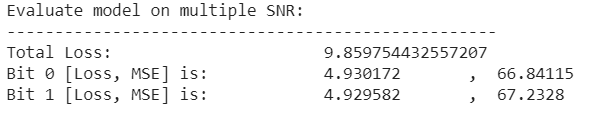 Evaluate model on multiple SNR:
---------------------------------------------------
Total Loss: 9.859754432557207
Bit 0 [Loss, MSE] is: 4.930172 , 66.84115
Bit 1 [Loss, MSE] is: 4.929582 , 67.2328